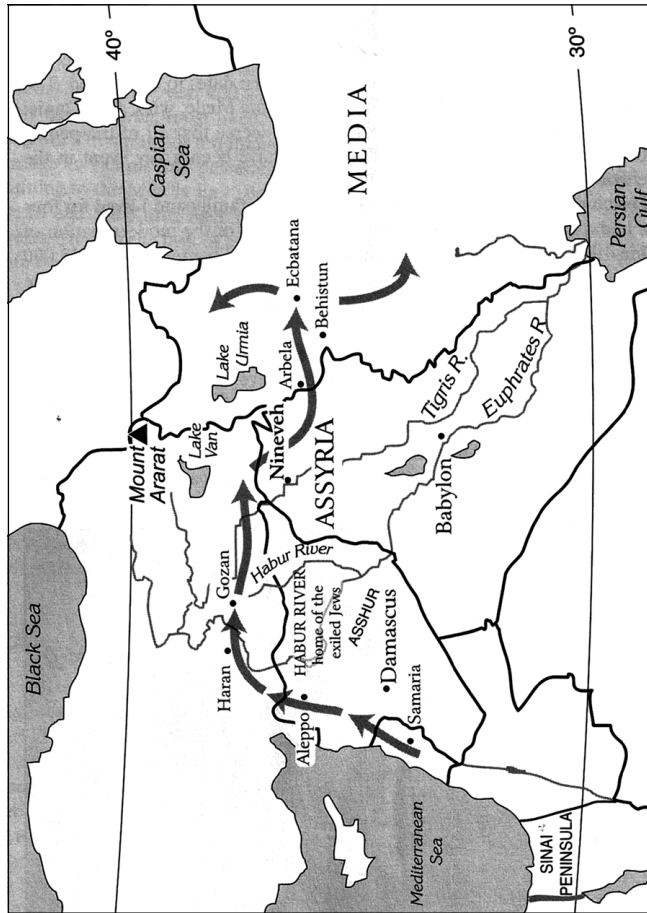 Black Sea
Caspian
Sea
40°
Mount
Ararat
Lake
Van
Lake
Urmia
Haran
Gozan
Nineveh
Arbela
Ecbatana
Behistun
MEDIA
Aleppo
Habur River
HABUR RIVER
home of the
exiled Jews
ASSHUR
ASSYRIA
Damascus
Samaria
Mediterranean
Sea
Tigris R.
Euphrates R.
Babylon
SINAI
PENINSULA
30°
Persian
Gulf